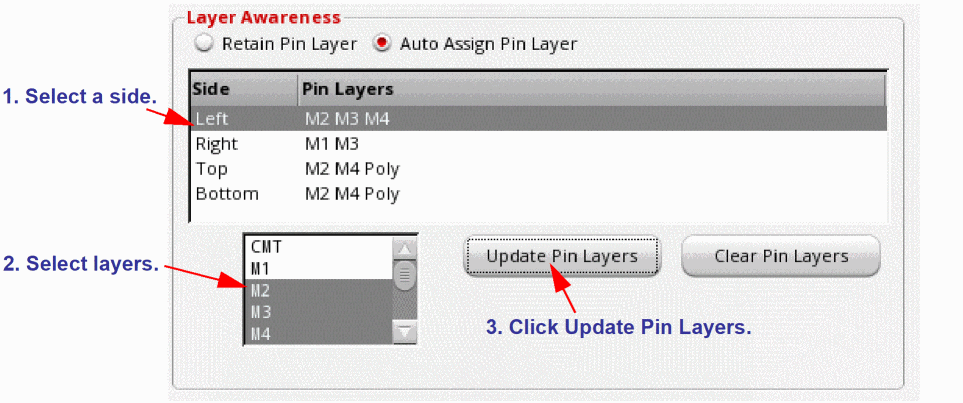 Layer Awareness
Retain Pin Layer Auto Assign Pin Layer
Side Pin Layers
1. Select a side.
Left M2 M3 M4
Right M1 M3
Top M2 M4 Poly
Bottom M2 M4 Poly
CMT
M1
M2
M3
M4
2. Select layers.
Update Pin Layers Clear Pin Layers
3. Click Update Pin Layers.